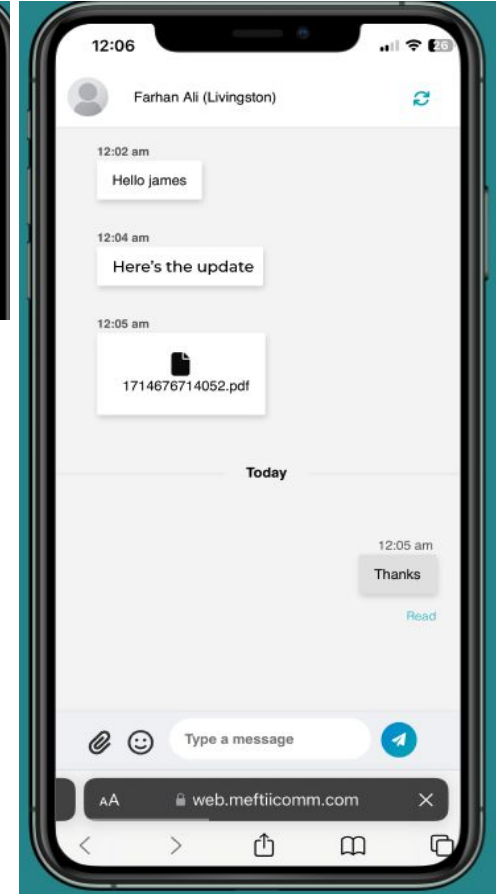 12:06
26
Farhan Ali (Livingston)
12:02 am
Hello james
12:04 am
Here's the update
12:05 am
1714676714052.pdf
Today
12:05 am
Thanks
Read
Type a message
AA
web.meftiicomm.com